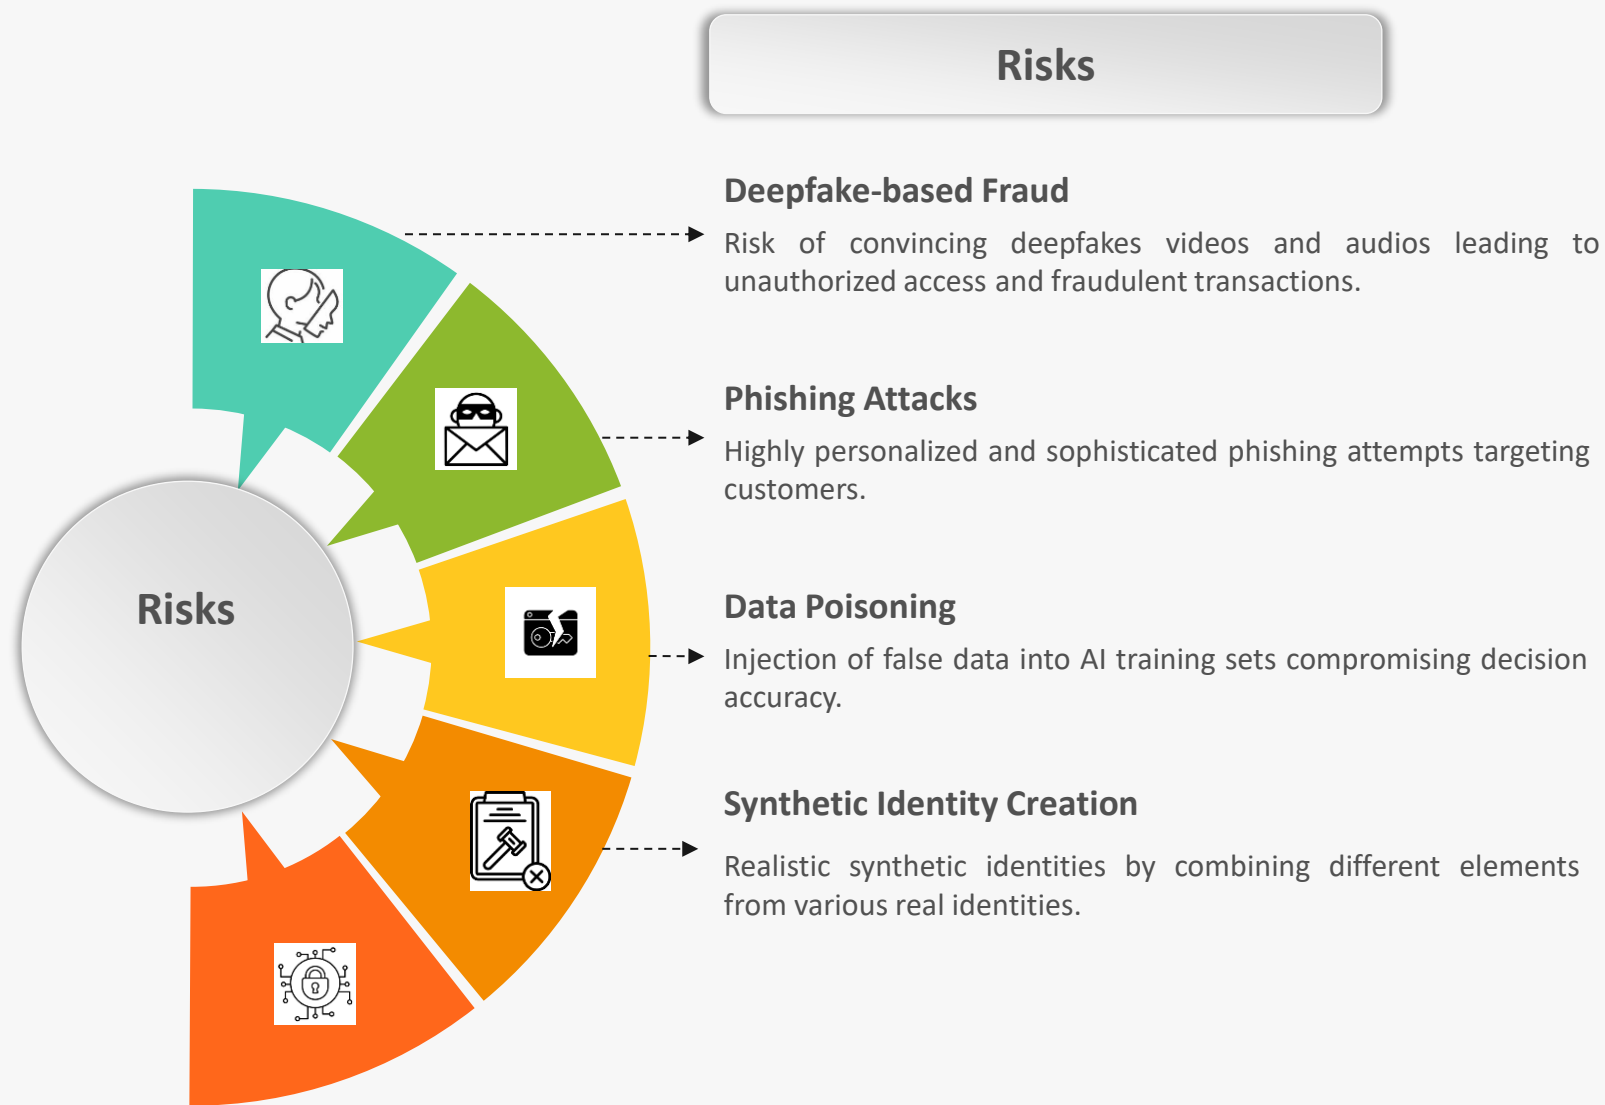 Risks
Deepfake-based Fraud
Risk of convincing deepfakes videos and audios leading to
unauthorized access and fraudulent transactions.
Phishing Attacks
Highly personalized and sophisticated phishing attempts targeting
customers.
Risks
Data Poisoning
Injection of false data into AI training sets compromising decision
accuracy.
Synthetic Identity Creation
Realistic synthetic identities by combining different elements
from various real identities.